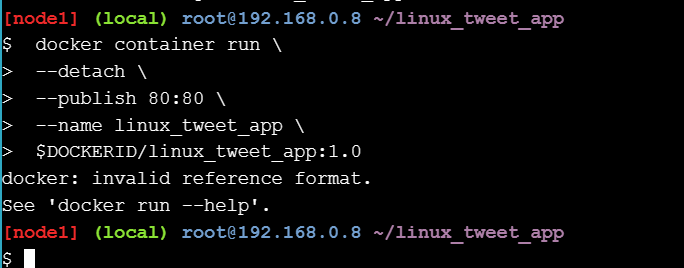 [node1] (local) root@192.168.0.8 ~/linux_tweet_app
$  docker container run \
>  --detach \
>  --publish 80:80 \
>  --name linux_tweet_app \
>  $DOCKERID/linux_tweet_app:1.0
docker: invalid reference format.
See 'docker run --help'.
[node1] (local) root@192.168.0.8 ~/linux_tweet_app
$